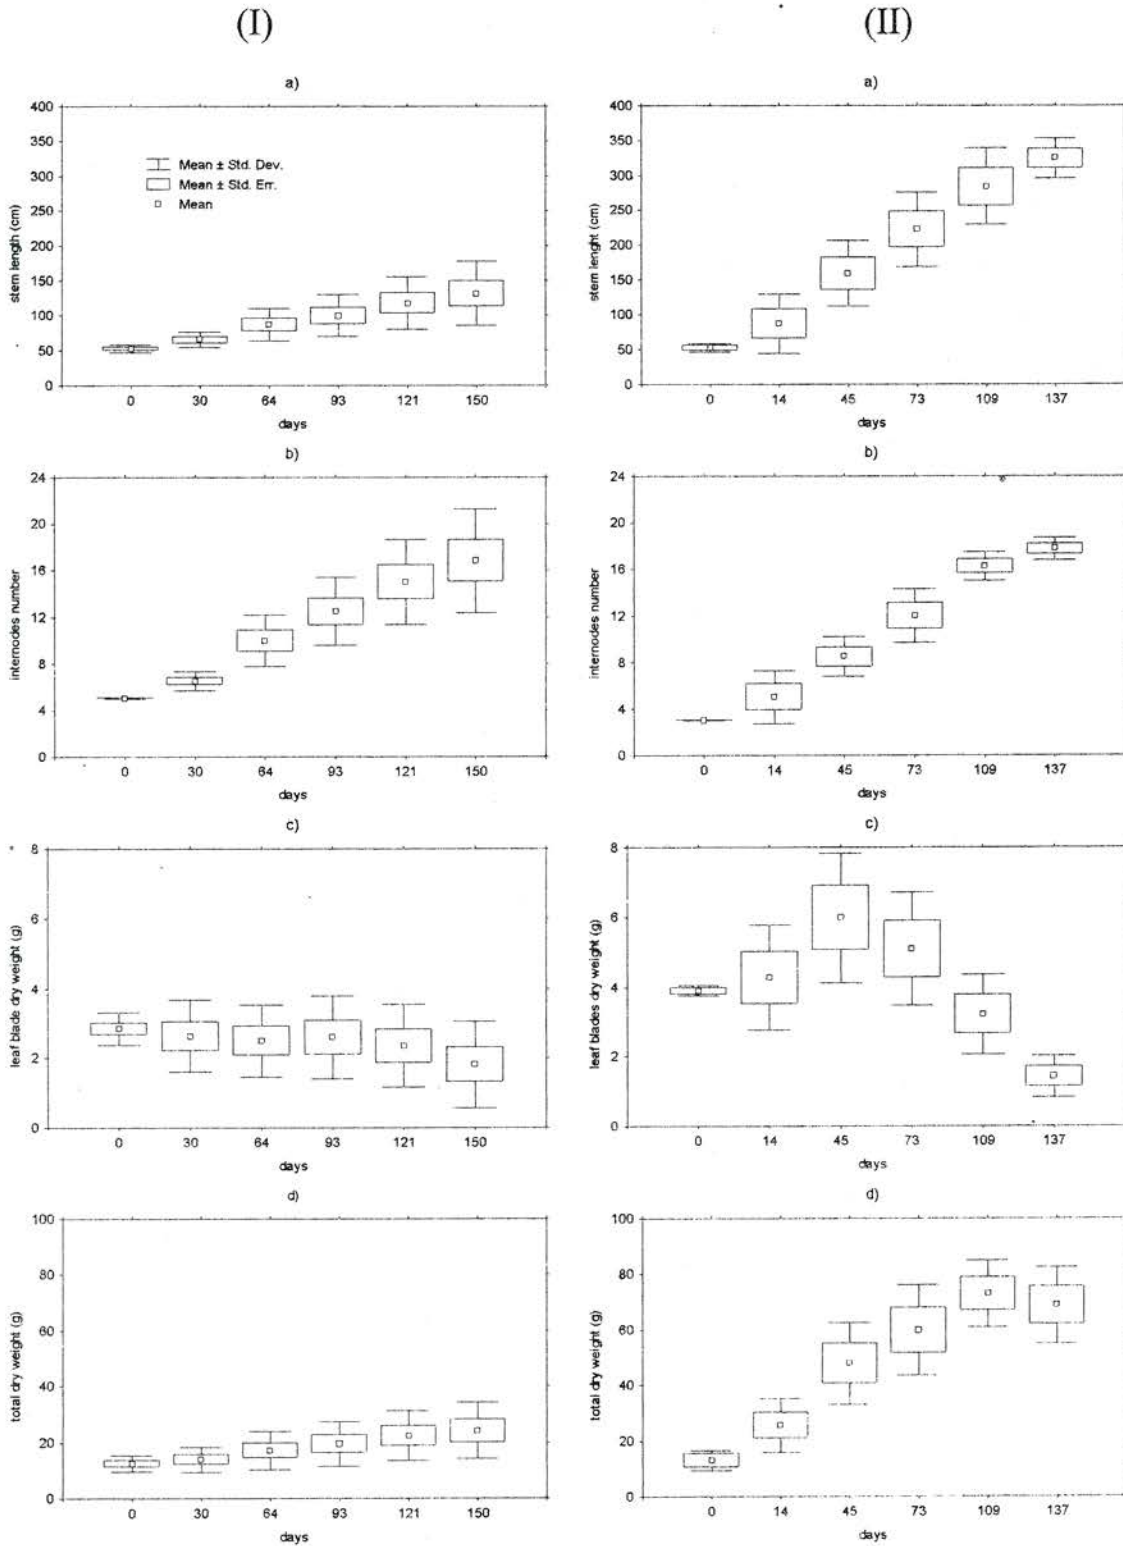 (I)
a)
400
350
300
250
200
150
100
50
0
stem length (cm)
Mean ± Std. Dev.
Mean ± Std. Err.
Mean
0 30 64 93 121 150
days
b)
24
20
16
12
8
4
0
internodes number
0 30 64 93 121 150
days
c)
8
6
4
2
0
leaf blade dry weight (g)
0 30 64 93 121 150
days
d)
100
80
60
40
20
0
total dry weight (g)
0 30 64 93 121 150
days
(II)
a)
400
350
300
250
200
150
100
50
0
stem lenght (cm)
0 14 45 73 109 137
days
b)
24
20
16
12
8
4
0
internodes number
0 14 45 73 109 137
days
c)
8
6
4
2
0
leaf blades dry weight (g)
0 14 45 73 109 137
days
d)
100
80
60
40
20
0
total dry weight (g)
0 14 45 73 109 137
days